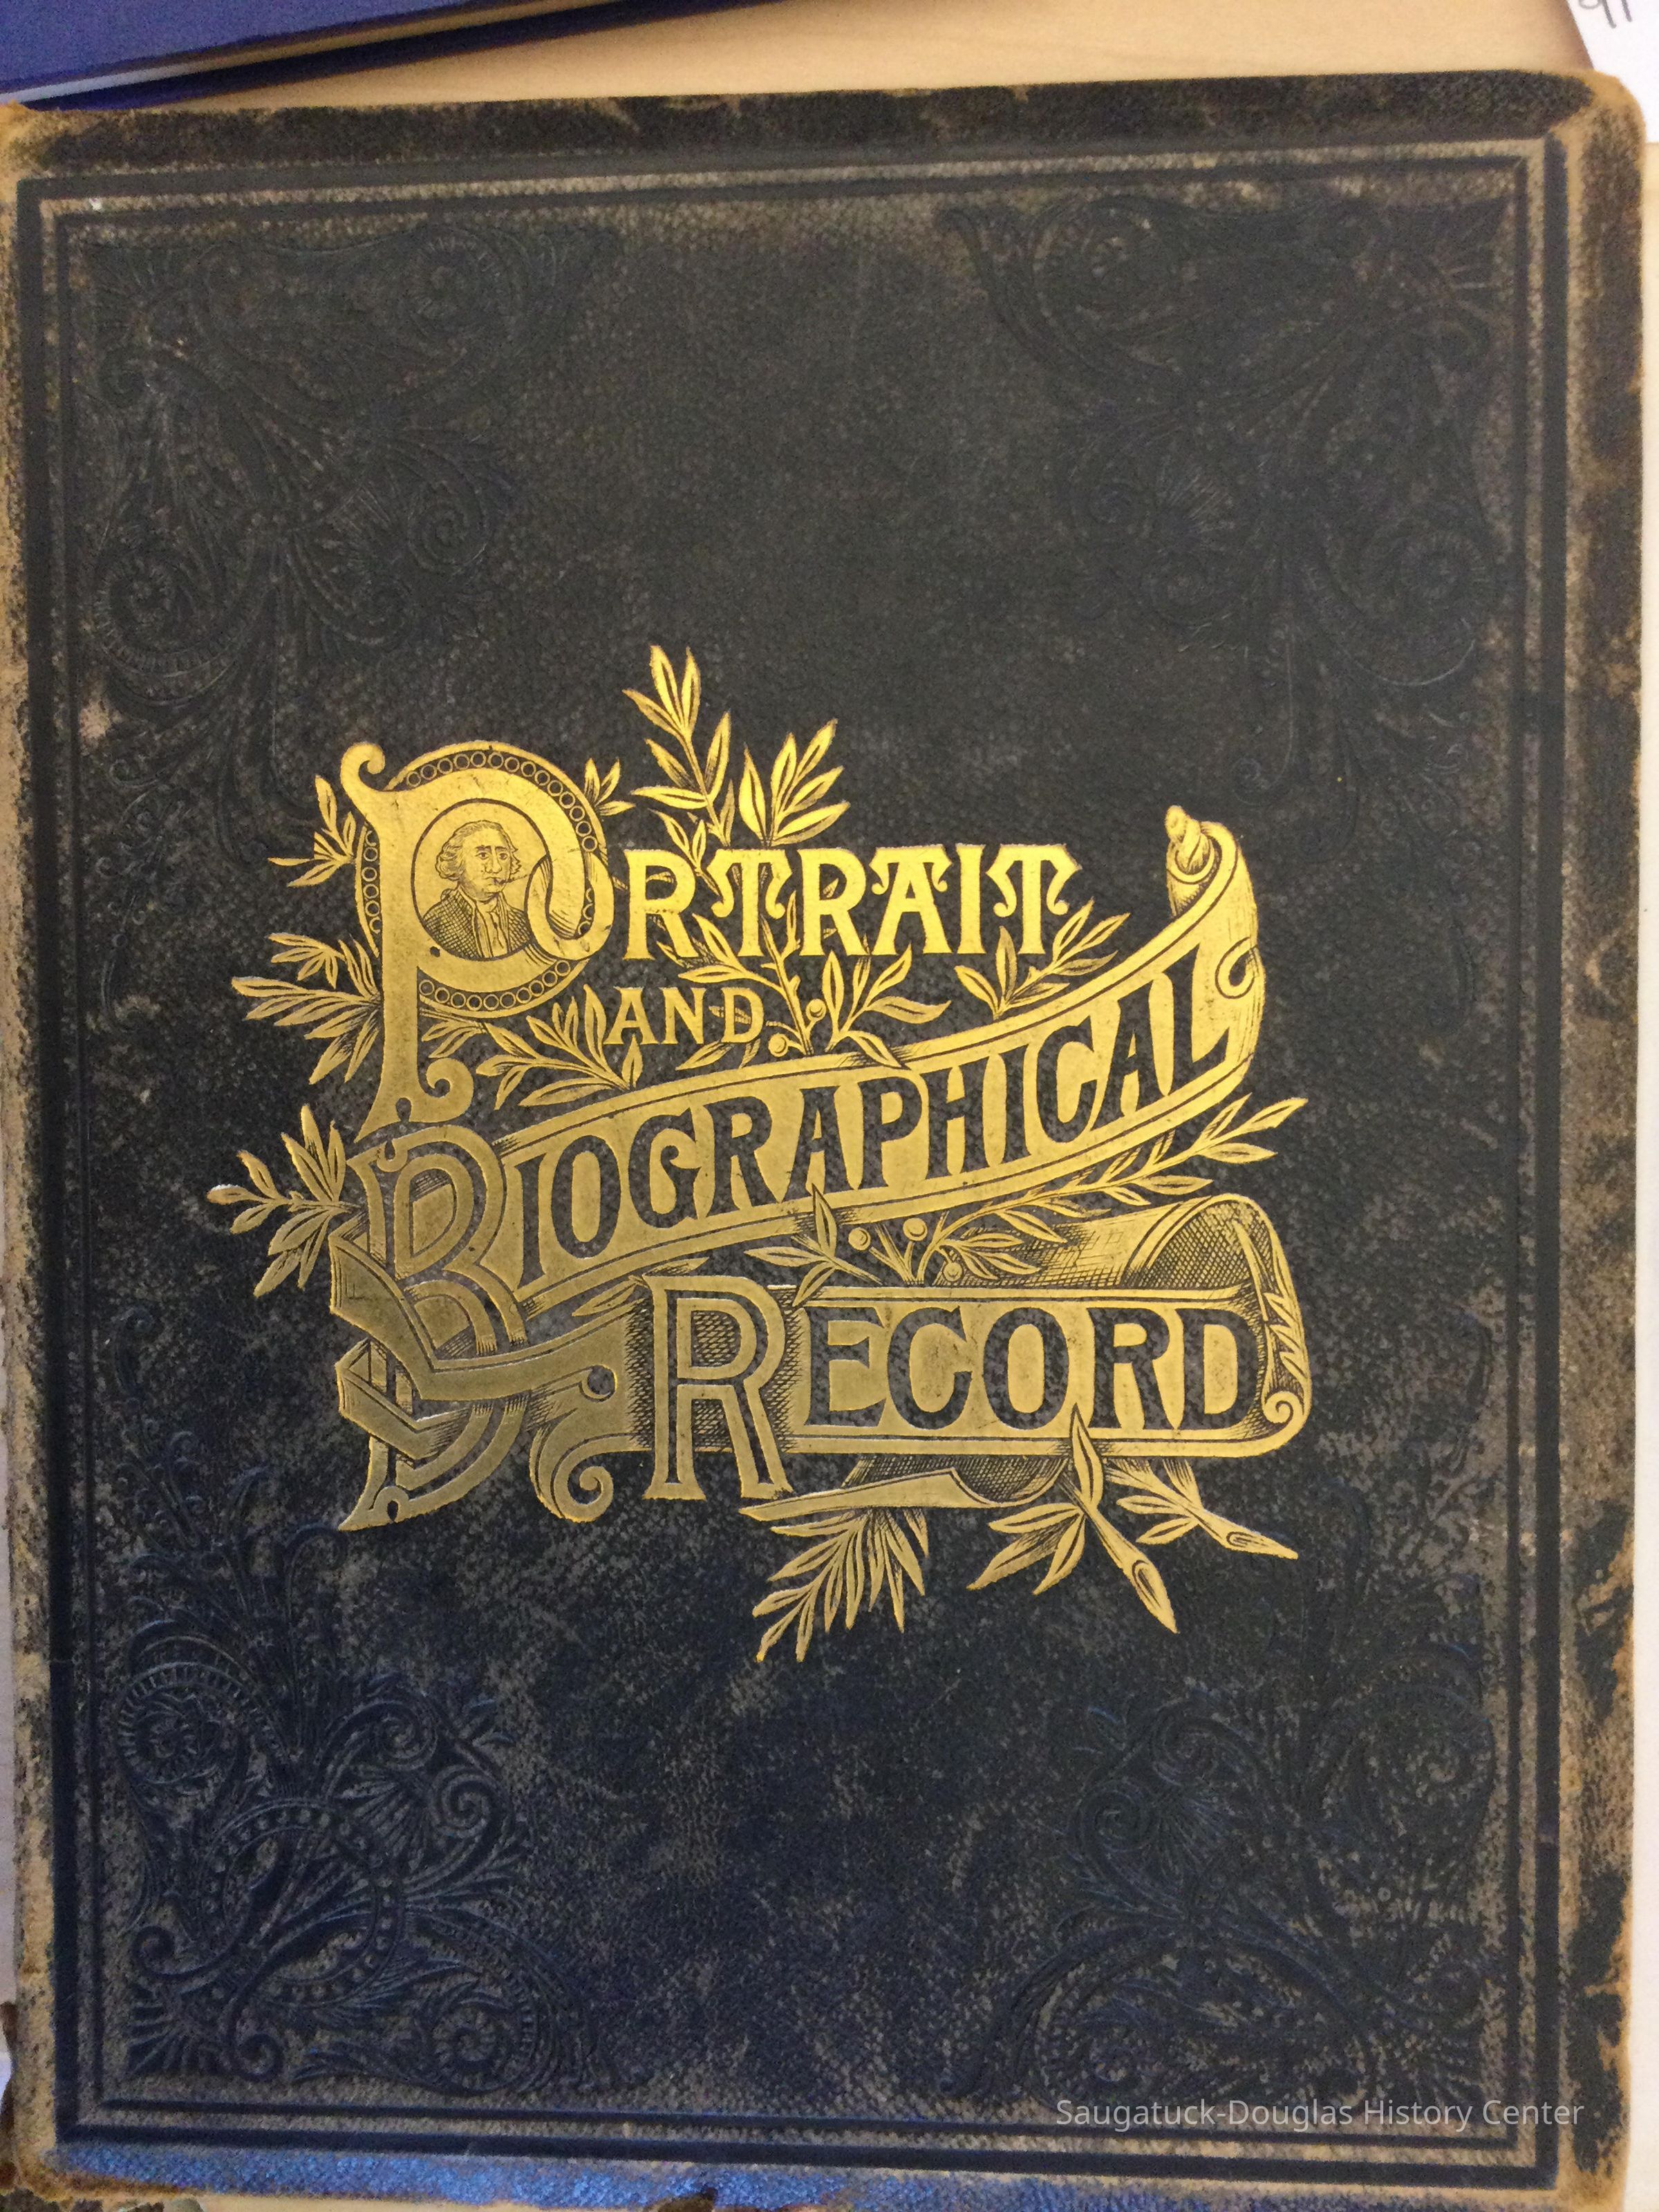 PORTRAIT
AND
BIOGRAPHICAL
RECORD
Saugatuck-Douglas History Center